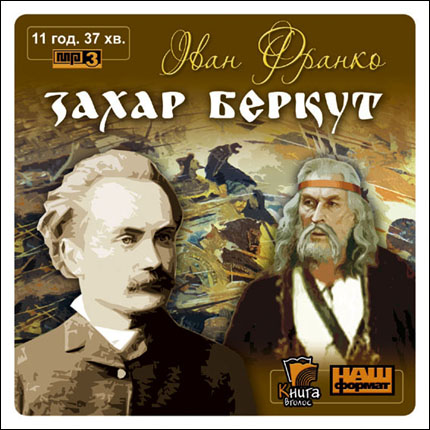 11 год. 37 хв.
mp3
Іван Франко
ЗАХАР БЕРКУТ
Книга
вголос
НАШ
формат